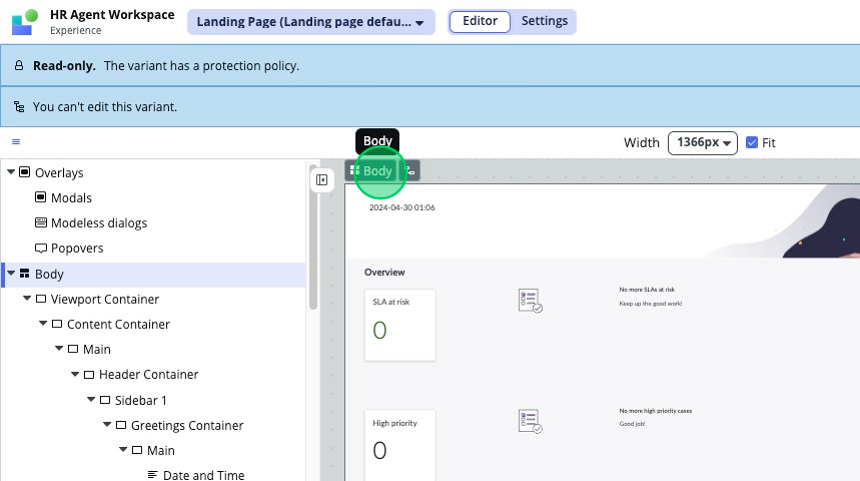 HR Agent Workspace
Experience
Landing Page (Landing page defau...
Editor
Settings
Read-only. The variant has a protection policy.
You can't edit this variant.
Body
Width
1366px
Fit
Body
Overlays
Modals
Modeless dialogs
Popovers
Body
Viewport Container
Content Container
Main
Header Container
Sidebar 1
Greetings Container
Main
Date and Time
2024-04-30 01:06
Overview
SLA at risk
0
No more SLAs at risk
Keep up the good work!
High priority
0
No more high priority cases
Good job!